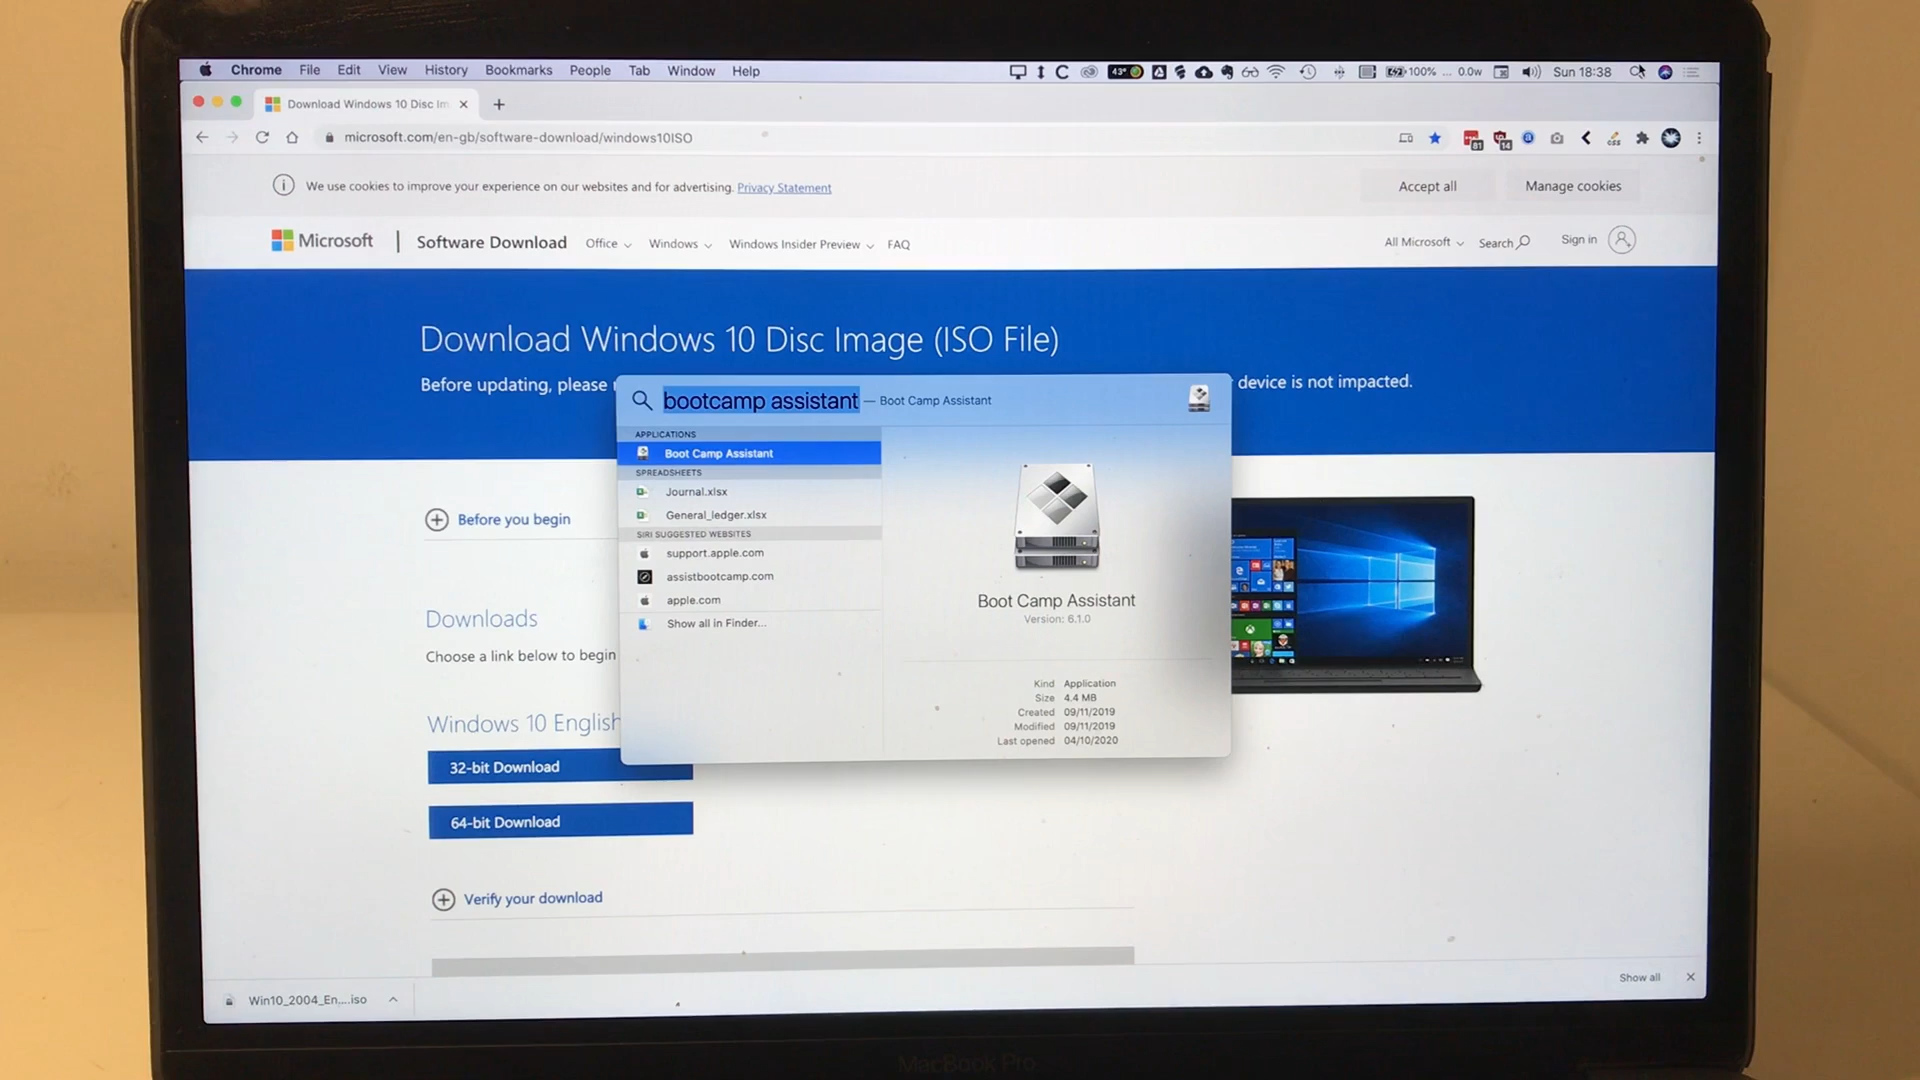 Chrome File Edit View History Bookmarks People Tab Window Help 43° 100% ... 0.0w Sun 18:38
Download Windows 10 Disc Im
microsoft.com/en-gb/software-download/windows10ISO 81 14 css
We use cookies to improve your experience on our websites and for advertising. Privacy Statement Accept all Manage cookies
Microsoft | Software Download Office Windows Windows Insider Preview FAQ All Microsoft Search Sign in
Download Windows 10 Disc Image (ISO File)
Before updating, please device is not impacted.
bootcamp assistant — Boot Camp Assistant
APPLICATIONS
Boot Camp Assistant
SPREADSHEETS
Journal.xlsx
General_ledger.xlsx
SIRI SUGGESTED WEBSITES
support.apple.com
assistbootcamp.com
apple.com
Show all in Finder...
Boot Camp Assistant
Version: 6.1.0
Kind Application
Size 4.4 MB
Created 09/11/2019
Modified 09/11/2019
Last opened 04/10/2020
Before you begin
Downloads
Choose a link below to begin
Windows 10 English
32-bit Download
64-bit Download
Verify your download
Win10_2004_En....iso
Show all
MacBook Pro